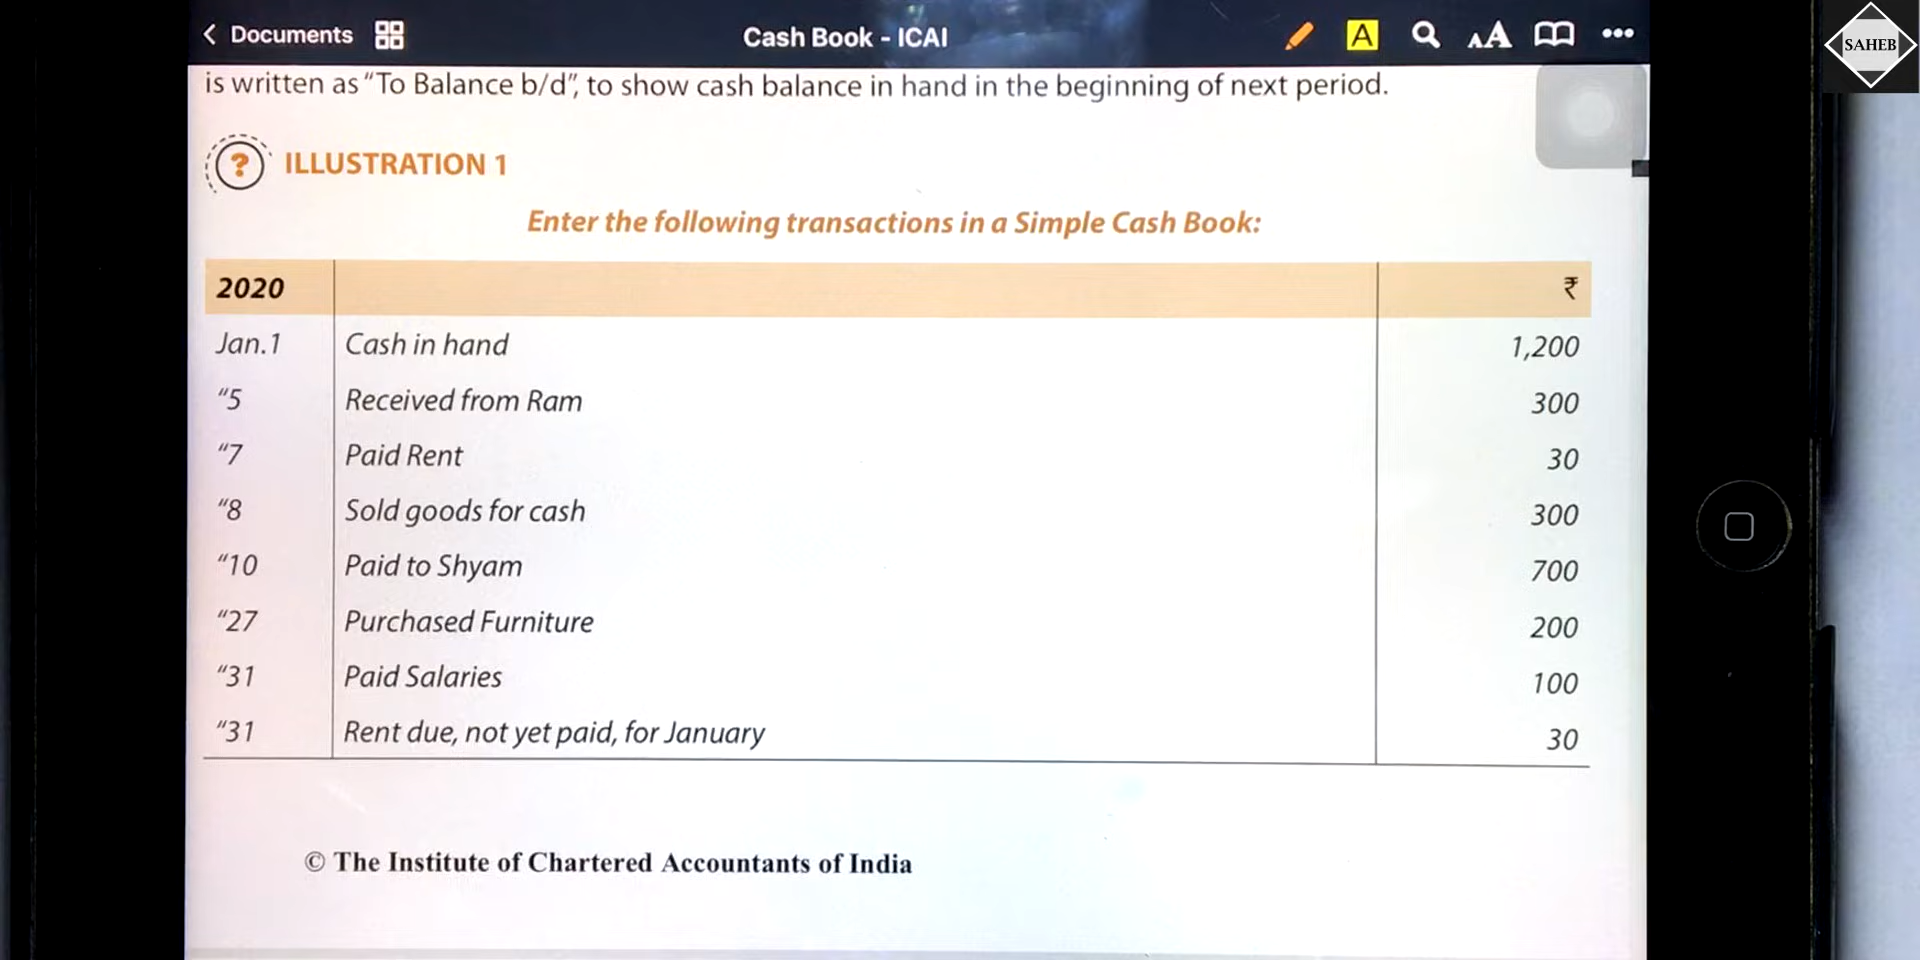 Documents
Cash Book - ICAI
A
AA
SAHEB
is written as “To Balance b/d”, to show cash balance in hand in the beginning of next period.
? ILLUSTRATION 1
Enter the following transactions in a Simple Cash Book:
2020 ₹
Jan.1 Cash in hand 1,200
“5 Received from Ram 300
“7 Paid Rent 30
“8 Sold goods for cash 300
“10 Paid to Shyam 700
“27 Purchased Furniture 200
“31 Paid Salaries 100
“31 Rent due, not yet paid, for January 30
© The Institute of Chartered Accountants of India